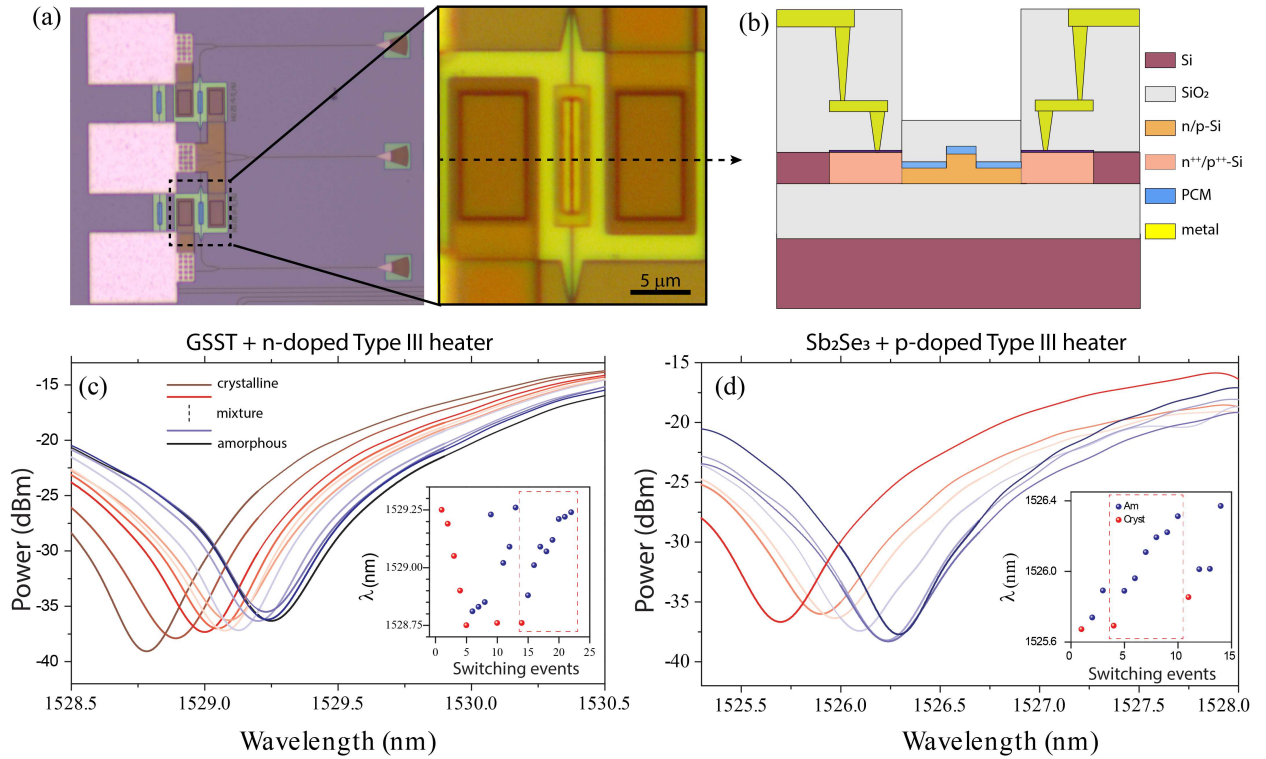 (a)
5 µm
(b)
Si
SiO₂
n/p-Si
n⁺⁺/p⁺⁺-Si
PCM
metal
GSST + n-doped Type III heater
(c)
crystalline
mixture
amorphous
-15
-20
-25
-30
-35
-40
Power (dBm)
1528.5
1529.0
1529.5
1530.0
1530.5
Wavelength (nm)
1529.25
1529.00
1528.75
λ (nm)
0
5
10
15
20
25
Switching events
Sb₂Se₃ + p-doped Type III heater
(d)
-15
-20
-25
-30
-35
-40
Power (dBm)
1525.5
1526.0
1526.5
1527.0
1527.5
1528.0
Wavelength (nm)
Am
Cryst
1526.4
1526.0
1525.6
λ (nm)
0
5
10
15
Switching events